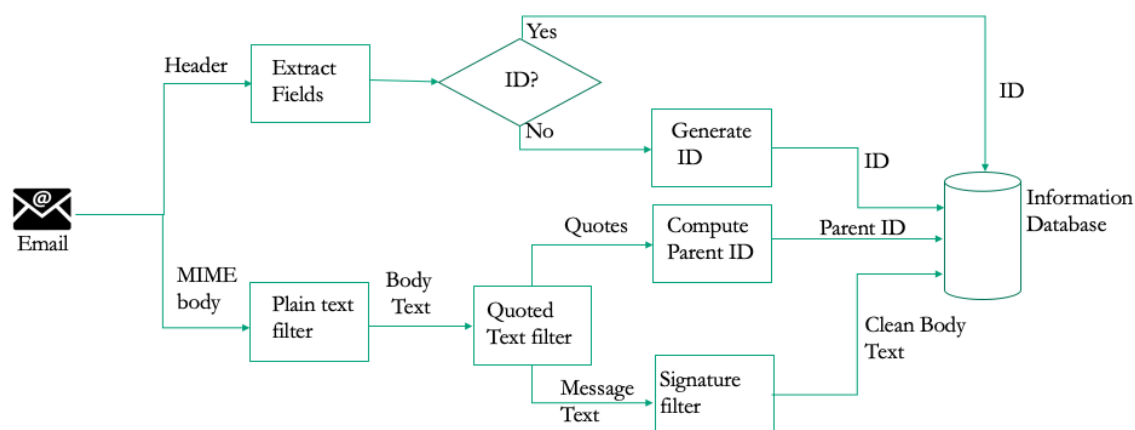 Yes
Header
Extract
Fields
ID?
ID
No
Generate
ID
ID
@
Email
Information
Database
Quotes
Compute
Parent ID
Parent ID
MIME
body
Body
Text
Plain text
filter
Quoted
Text filter
Clean Body
Text
Message
Text
Signature
filter